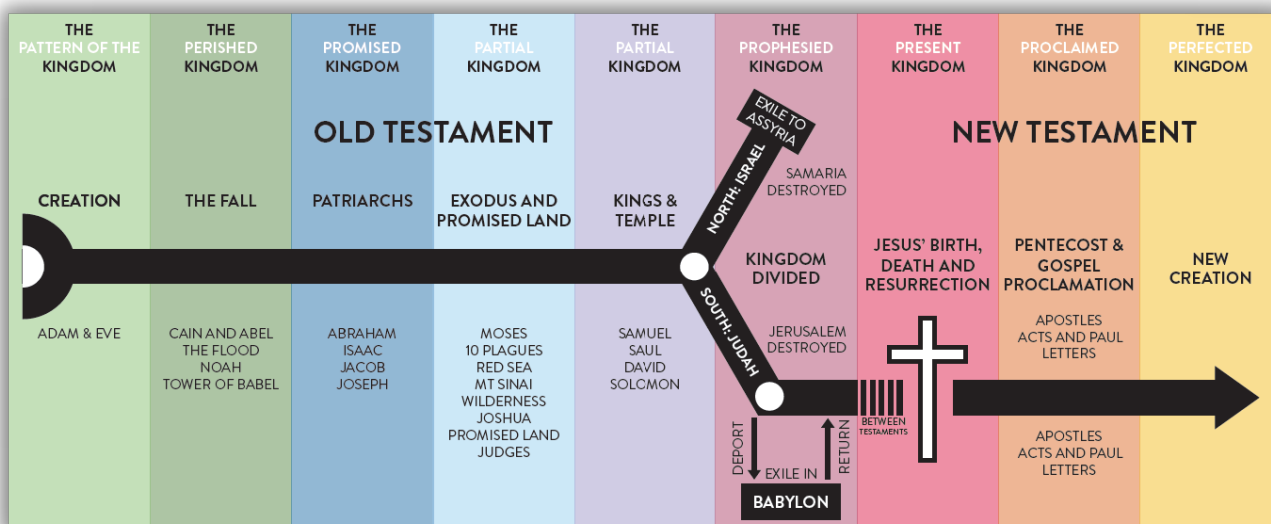 THE
PATTERN OF THE
KINGDOM
THE
PERISHED
KINGDOM
THE
PROMISED
KINGDOM
THE
PARTIAL
KINGDOM
THE
PARTIAL
KINGDOM
THE
PROPHESIED
KINGDOM
THE
PRESENT
KINGDOM
THE
PROCLAIMED
KINGDOM
THE
PERFECTED
KINGDOM
OLD TESTAMENT
NEW TESTAMENT
CREATION
ADAM & EVE
THE FALL
CAIN AND ABEL
THE FLOOD
NOAH
TOWER OF BABEL
PATRIARCHS
ABRAHAM
ISAAC
JACOB
JOSEPH
EXODUS AND
PROMISED LAND
MOSES
10 PLAGUES
RED SEA
MT SINAI
WILDERNESS
JOSHUA
PROMISED LAND
JUDGES
KINGS &
TEMPLE
SAMUEL
SAUL
DAVID
SOLOMON
EXILE TO
ASSYRIA
NORTH: ISRAEL
SAMARIA
DESTROYED
KINGDOM
DIVIDED
SOUTH: JUDAH
JERUSALEM
DESTROYED
DEPORT
EXILE IN
BABYLON
RETURN
BETWEEN
TESTAMENTS
JESUS' BIRTH,
DEATH AND
RESURRECTION
PENTECOST &
GOSPEL
PROCLAMATION
APOSTLES
ACTS AND PAUL
LETTERS
APOSTLES
ACTS AND PAUL
LETTERS
NEW
CREATION